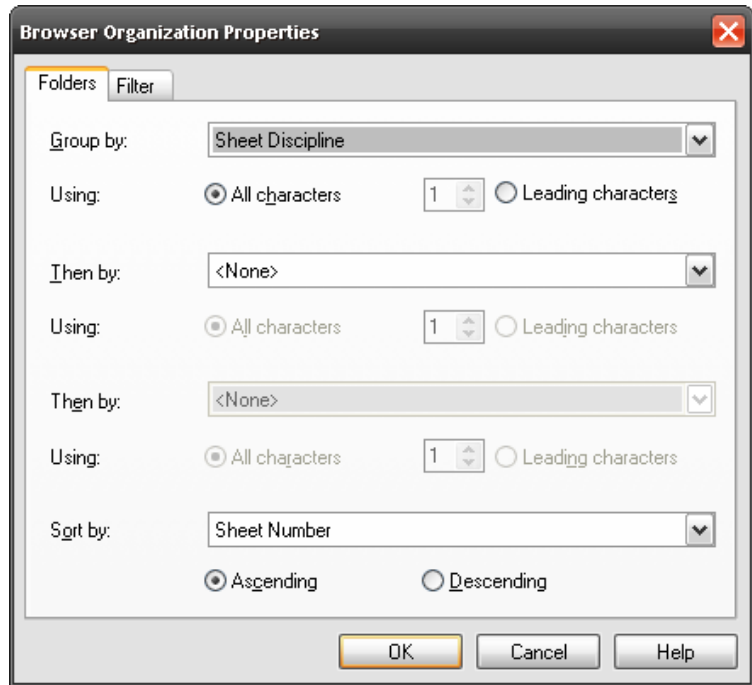 Browser Organization Properties
Folders Filter
Group by: Sheet Discipline
Using: All characters 1 Leading characters
Then by: <None>
Using: All characters 1 Leading characters
Then by: <None>
Using: All characters 1 Leading characters
Sort by: Sheet Number
Ascending Descending
OK Cancel Help